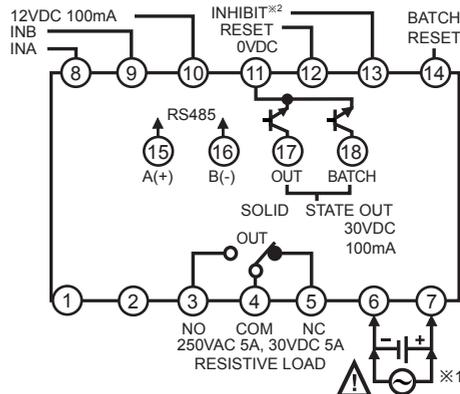 12VDC 100mA
INB
INA
INHIBIT※2
RESET
0VDC
BATCH
RESET
8
9
10
11
12
13
14
RS485
15
16
17
18
A(+)
B(-)
OUT
BATCH
SOLID STATE OUT
30VDC
100mA
OUT
1
2
3
4
5
6
7
NO
COM
NC
250VAC 5A, 30VDC 5A
RESISTIVE LOAD
− +
!
※1